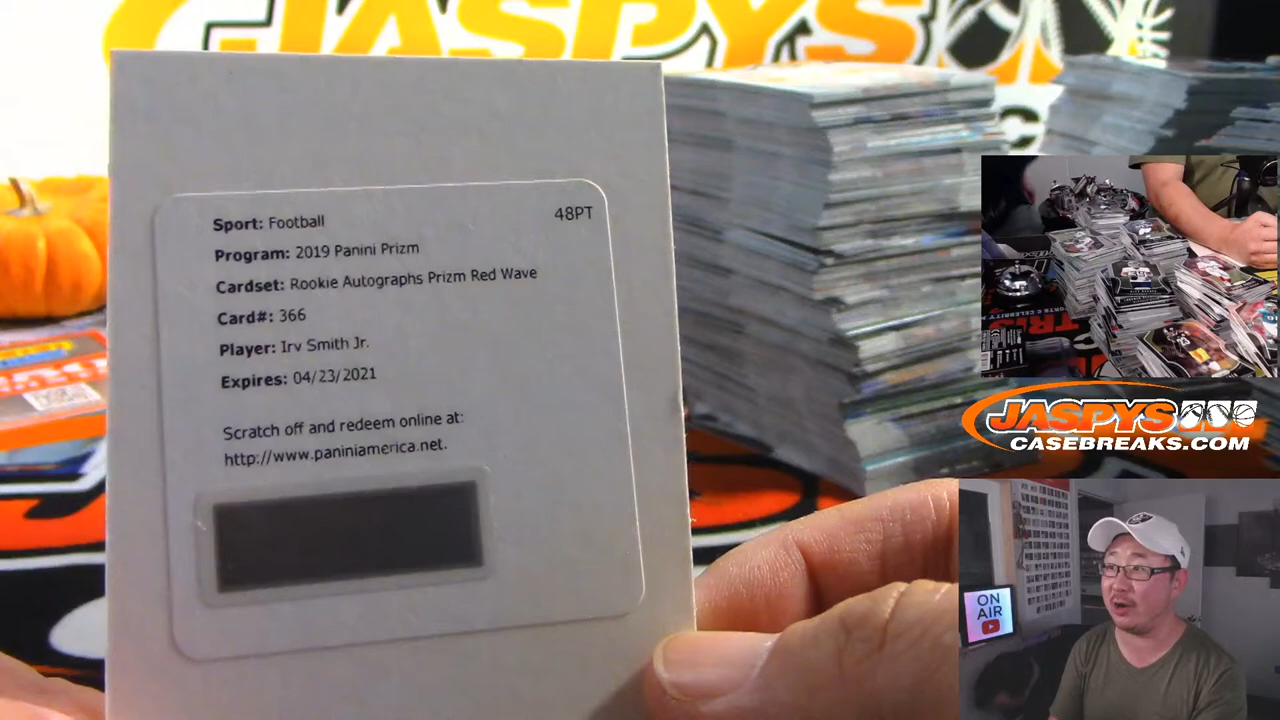 JASPYS
Sport: Football
48PT
Program: 2019 Panini Prizm
Cardset: Rookie Autographs Prizm Red Wave
Card#: 366
Player: Irv Smith Jr.
Expires: 04/23/2021
Scratch off and redeem online at:
http://www.paniniamerica.net.
JASPYS
CASEBREAKS.COM
ON
AIR